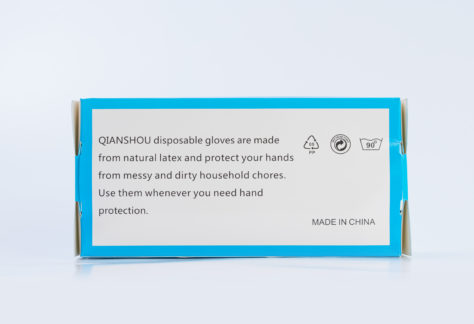 QIANSHOU disposable gloves are made
from natural latex and protect your hands
from messy and dirty household chores.
Use them whenever you need hand
protection.
PP
90°
MADE IN CHINA